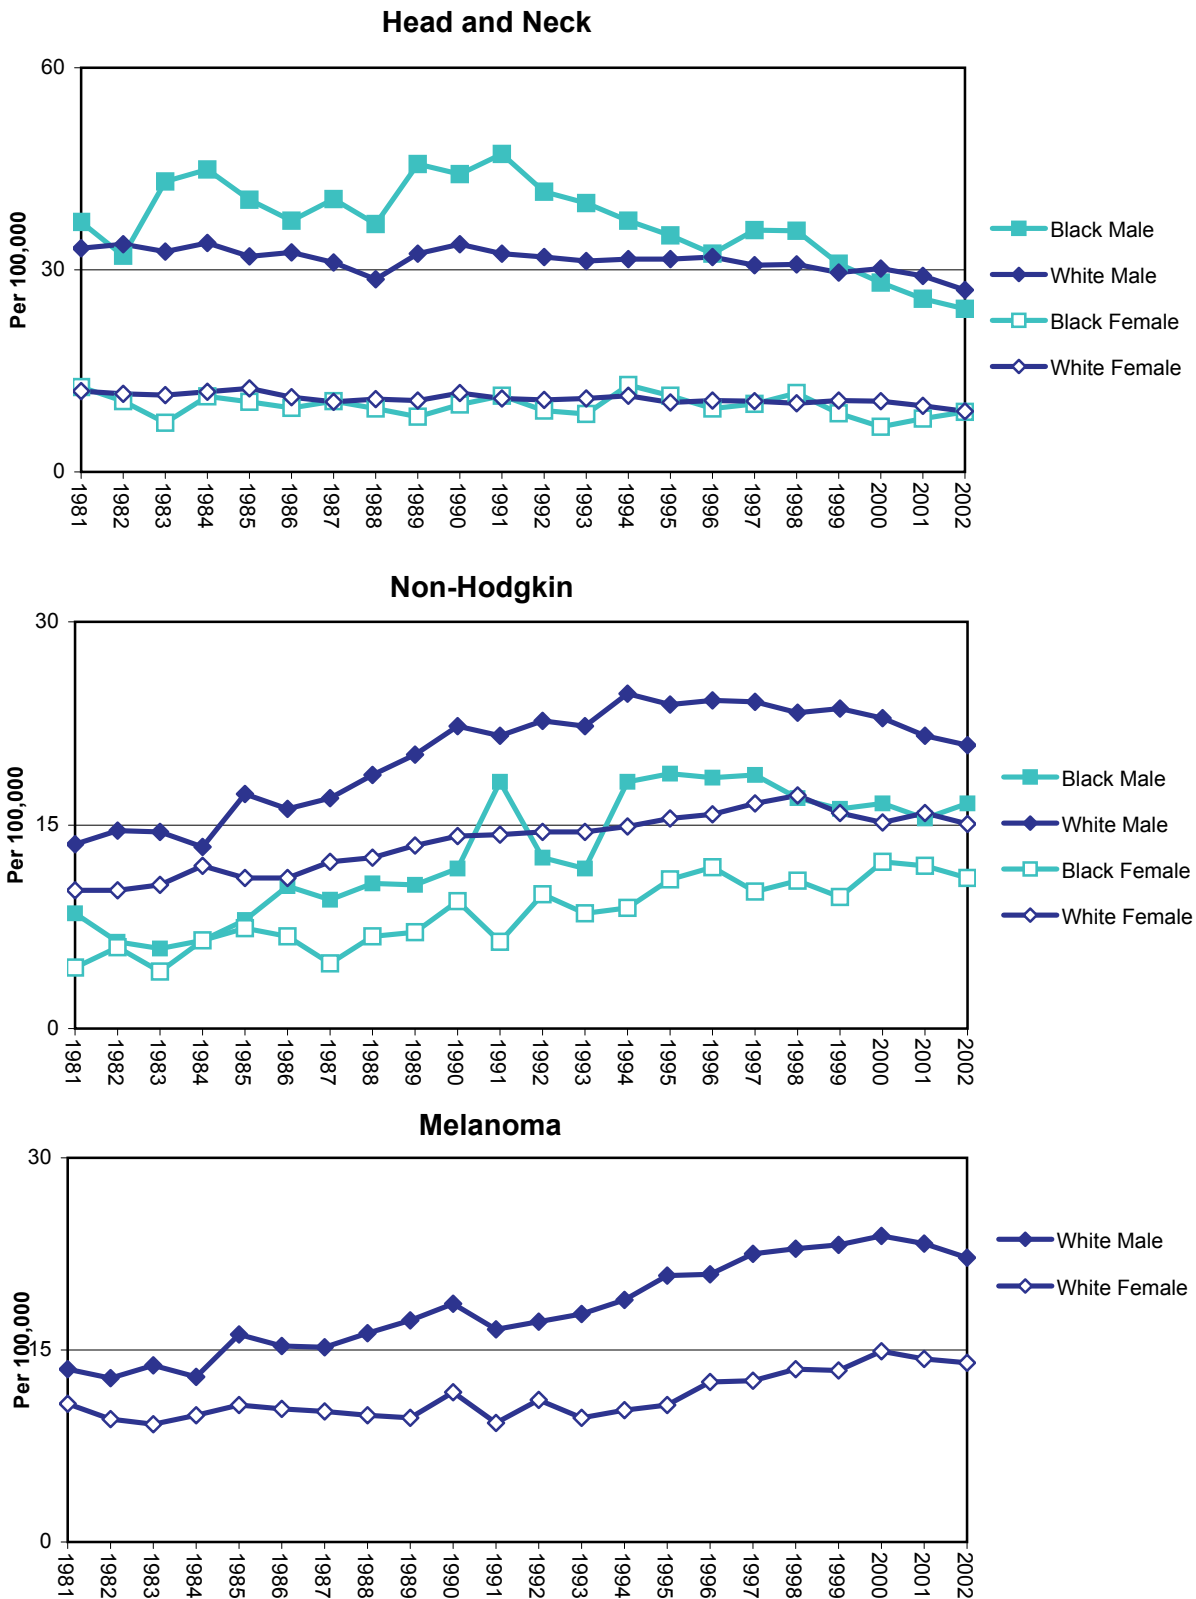 Head and Neck
60
30
0
Per 100,000
1981 1982 1983 1984 1985 1986 1987 1988 1989 1990 1991 1992 1993 1994 1995 1996 1997 1998 1999 2000 2001 2002
Black Male
White Male
Black Female
White Female
Non-Hodgkin
30
15
0
Per 100,000
1981 1982 1983 1984 1985 1986 1987 1988 1989 1990 1991 1992 1993 1994 1995 1996 1997 1998 1999 2000 2001 2002
Black Male
White Male
Black Female
White Female
Melanoma
30
15
0
Per 100,000
1981 1982 1983 1984 1985 1986 1987 1988 1989 1990 1991 1992 1993 1994 1995 1996 1997 1998 1999 2000 2001 2002
White Male
White Female